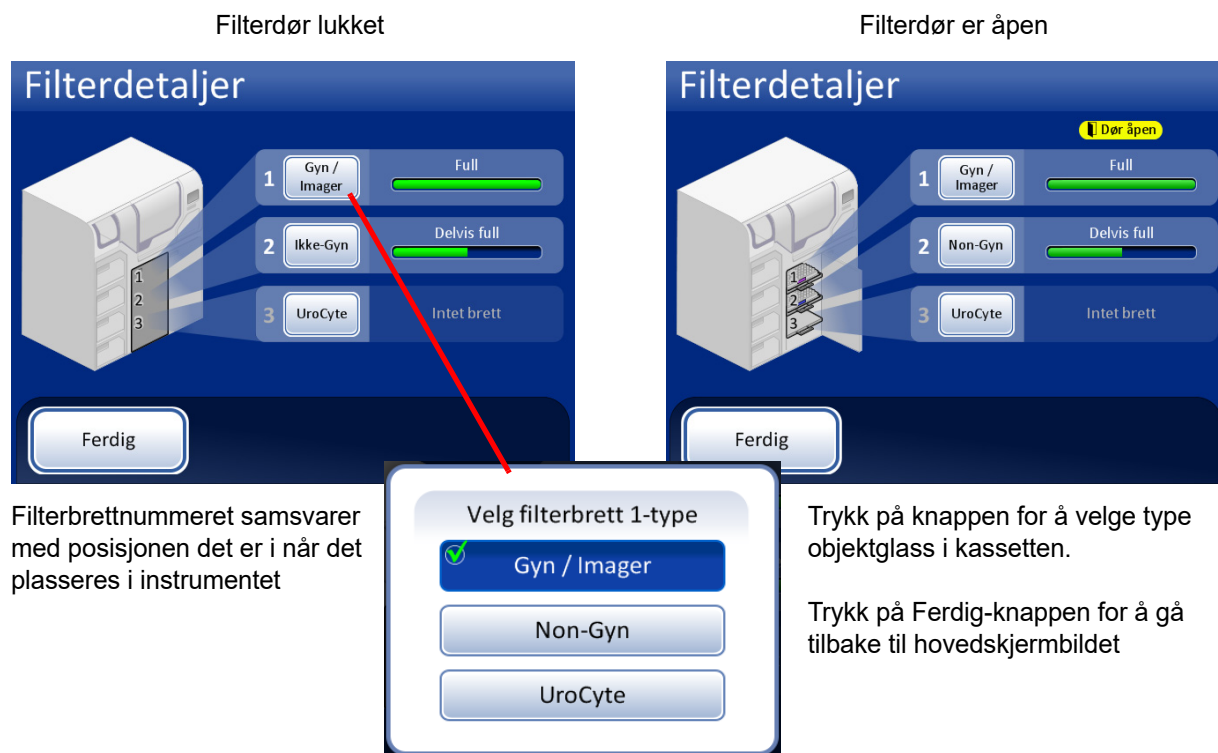 Filterdør lukket
Filterdetaljer
1
Gyn /
Imager
Full
2
Ikke-Gyn
Delvis full
3
UroCyte
Intet brett
1
2
3
Ferdig
Filterbrettnummeret samsvarer
med posisjonen det er i når det
plasseres i instrumentet
Velg filterbrett 1-type
Gyn / Imager
Non-Gyn
UroCyte
Filterdør er åpen
Filterdetaljer
Dør åpen
1
Gyn /
Imager
Full
2
Non-Gyn
Delvis full
3
UroCyte
Intet brett
1
2
3
Ferdig
Trykk på knappen for å velge type
objektglass i kassetten.
Trykk på Ferdig-knappen for å gå
tilbake til hovedskjermbildet